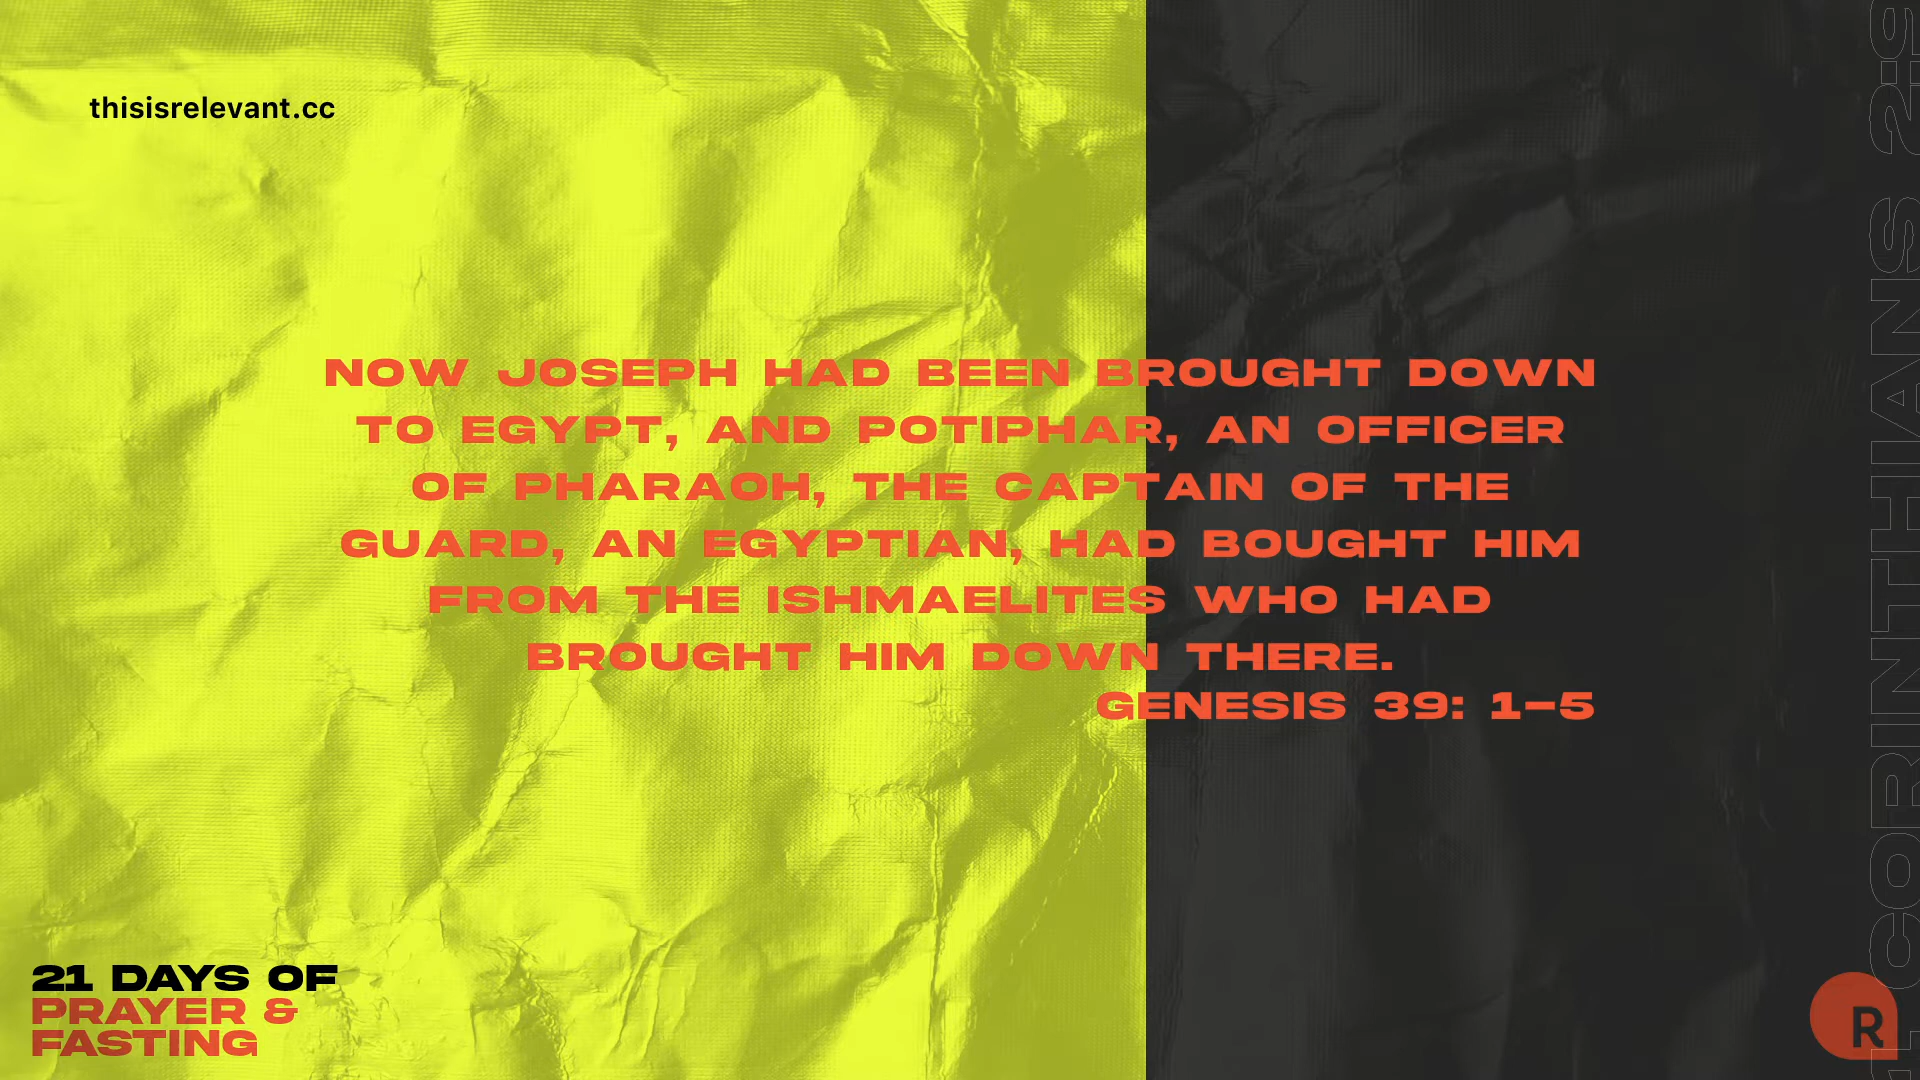 thisisrelevant.cc
NOW JOSEPH HAD BEEN BROUGHT DOWN
TO EGYPT, AND POTIPHAR, AN OFFICER
OF PHARAOH, THE CAPTAIN OF THE
GUARD, AN EGYPTIAN, HAD BOUGHT HIM
FROM THE ISHMAELITES WHO HAD
BROUGHT HIM DOWN THERE.
GENESIS 39: 1–5
21 DAYS OF
PRAYER &
FASTING
1 CORINTHIANS 2:9
R